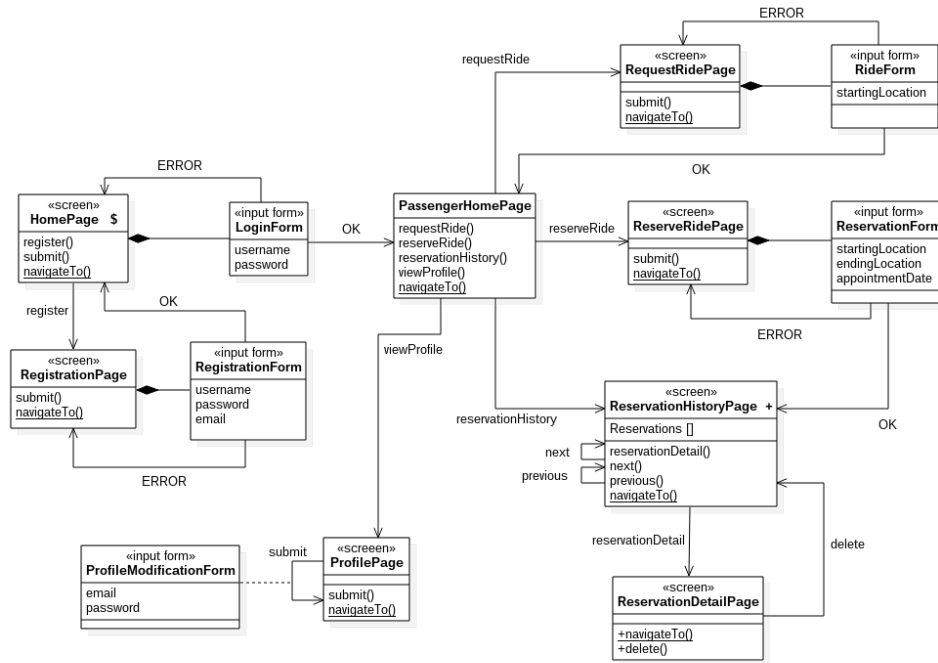 ERROR
requestRide
«screen»
RequestRidePage
submit()
navigateTo()
«input form»
RideForm
startingLocation
OK
ERROR
«screen»
HomePage $
register()
submit()
navigateTo()
«input form»
LoginForm
username
password
OK
PassengerHomePage
requestRide()
reserveRide()
reservationHistory()
viewProfile()
navigateTo()
reserveRide
«screen»
ReserveRidePage
submit()
navigateTo()
«input form»
ReservationForm
startingLocation
endingLocation
appointmentDate
ERROR
OK
register
OK
«screen»
RegistrationPage
submit()
navigateTo()
«input form»
RegistrationForm
username
password
email
ERROR
viewProfile
reservationHistory
«screen»
ReservationHistoryPage +
Reservations []
reservationDetail()
next()
previous()
navigateTo()
next
previous
reservationDetail
delete
«screen»
ReservationDetailPage
+navigateTo()
+delete()
«input form»
ProfileModificationForm
email
password
submit
«screeen»
ProfilePage
submit()
navigateTo()